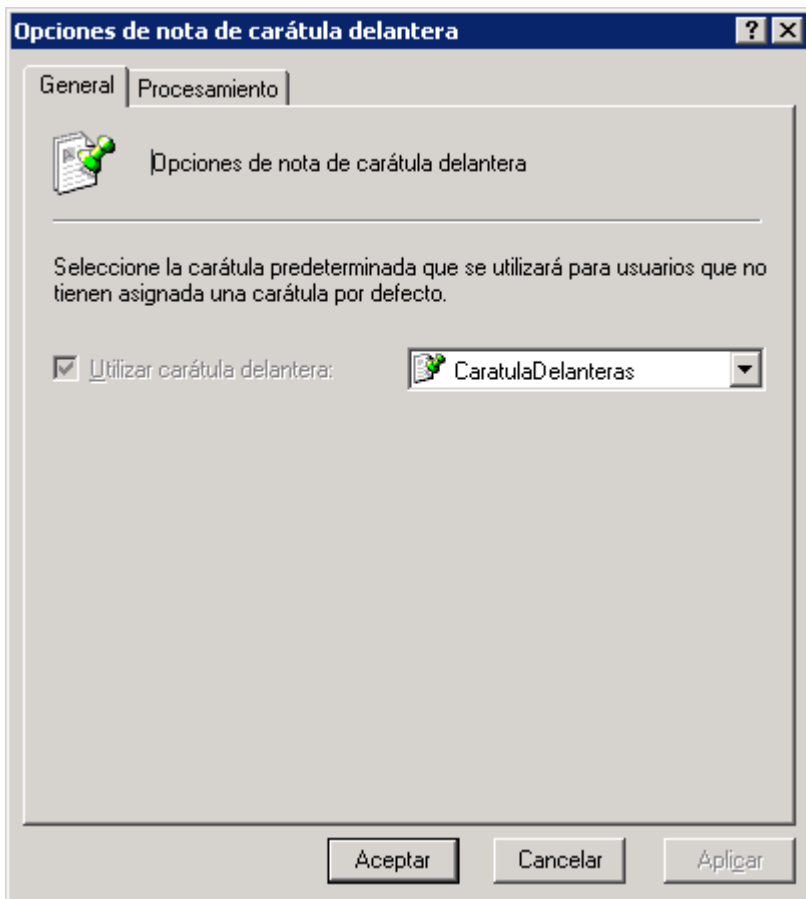 Opciones de nota de carátula delantera
General Procesamiento
Opciones de nota de carátula delantera
Seleccione la carátula predeterminada que se utilizará para usuarios que no
tienen asignada una carátula por defecto.
Utilizar carátula delantera: CaratulaDelanteras
Aceptar Cancelar Aplicar